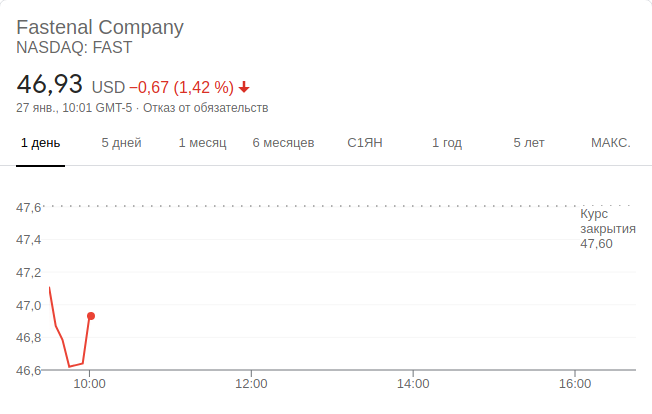 Fastenal Company
NASDAQ: FAST
46,93 USD −0,67 (1,42 %)
27 янв., 10:01 GMT-5 · Отказ от обязательств
1 день 5 дней 1 месяц 6 месяцев С1ЯН 1 год 5 лет МАКС.
47,6
Курс
закрытия
47,60
47,4
47,2
47,0
46,8
46,6
10:00 12:00 14:00 16:00